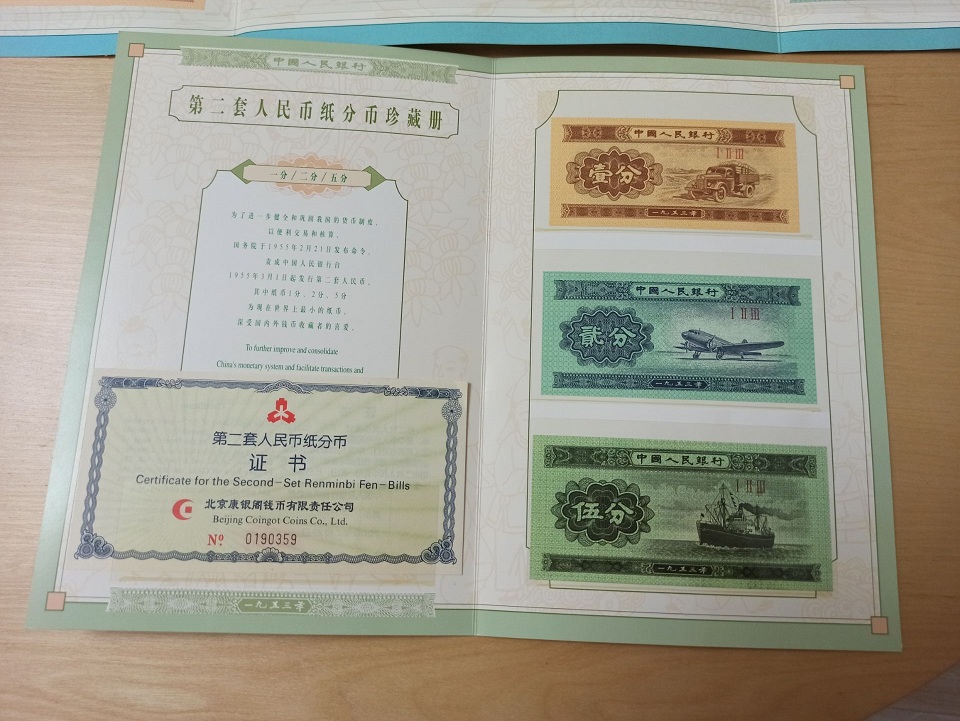 中國人民銀行
第二套人民币纸分币珍藏册
一分/二分/五分
为了进一步健全和巩固我国的货币制度，
以便利交易和核算，
国务院于1955年2月21日发布命令，
责成中国人民银行自
1955年3月1日起发行第二套人民币，
其中纸币1分、2分、5分
为现在世界上最小的纸币，
深受国内外钱币收藏者的喜爱。
To further improve and consolidate
China's monetary system and facilitate transactions and
第二套人民币纸分币
证 书
Certificate for the Second-Set Renminbi Fen-Bills
北京康银阁钱币有限责任公司
Beijing Coingot Coins Co., Ltd.
Nº 0190359
一九五三年
中國人民銀行
I II III
壹分
一九五三年
中國人民銀行
I II III
貳分
一九五三年
中國人民銀行
I II III
伍分
一九五三年